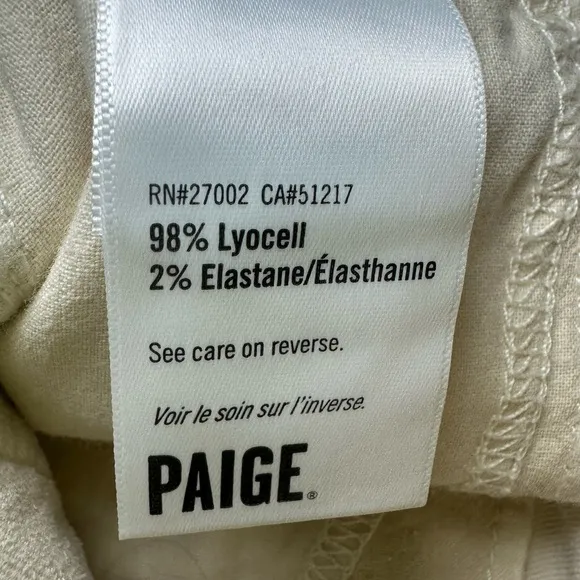 RN#27002 CA#51217
98% Lyocell
2% Elastane/Élasthanne
See care on reverse.
Voir le soin sur l'inverse.
PAIGE®